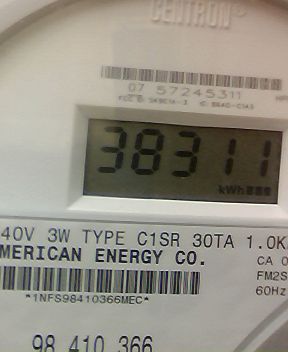 CENTRON®
07 57245311
38311
kWh
40V 3W TYPE C1SR 30TA 1.0K
MERICAN ENERGY CO.
CA 0
FM2S
60Hz
*1NFS98410366MEC*
98 410 366